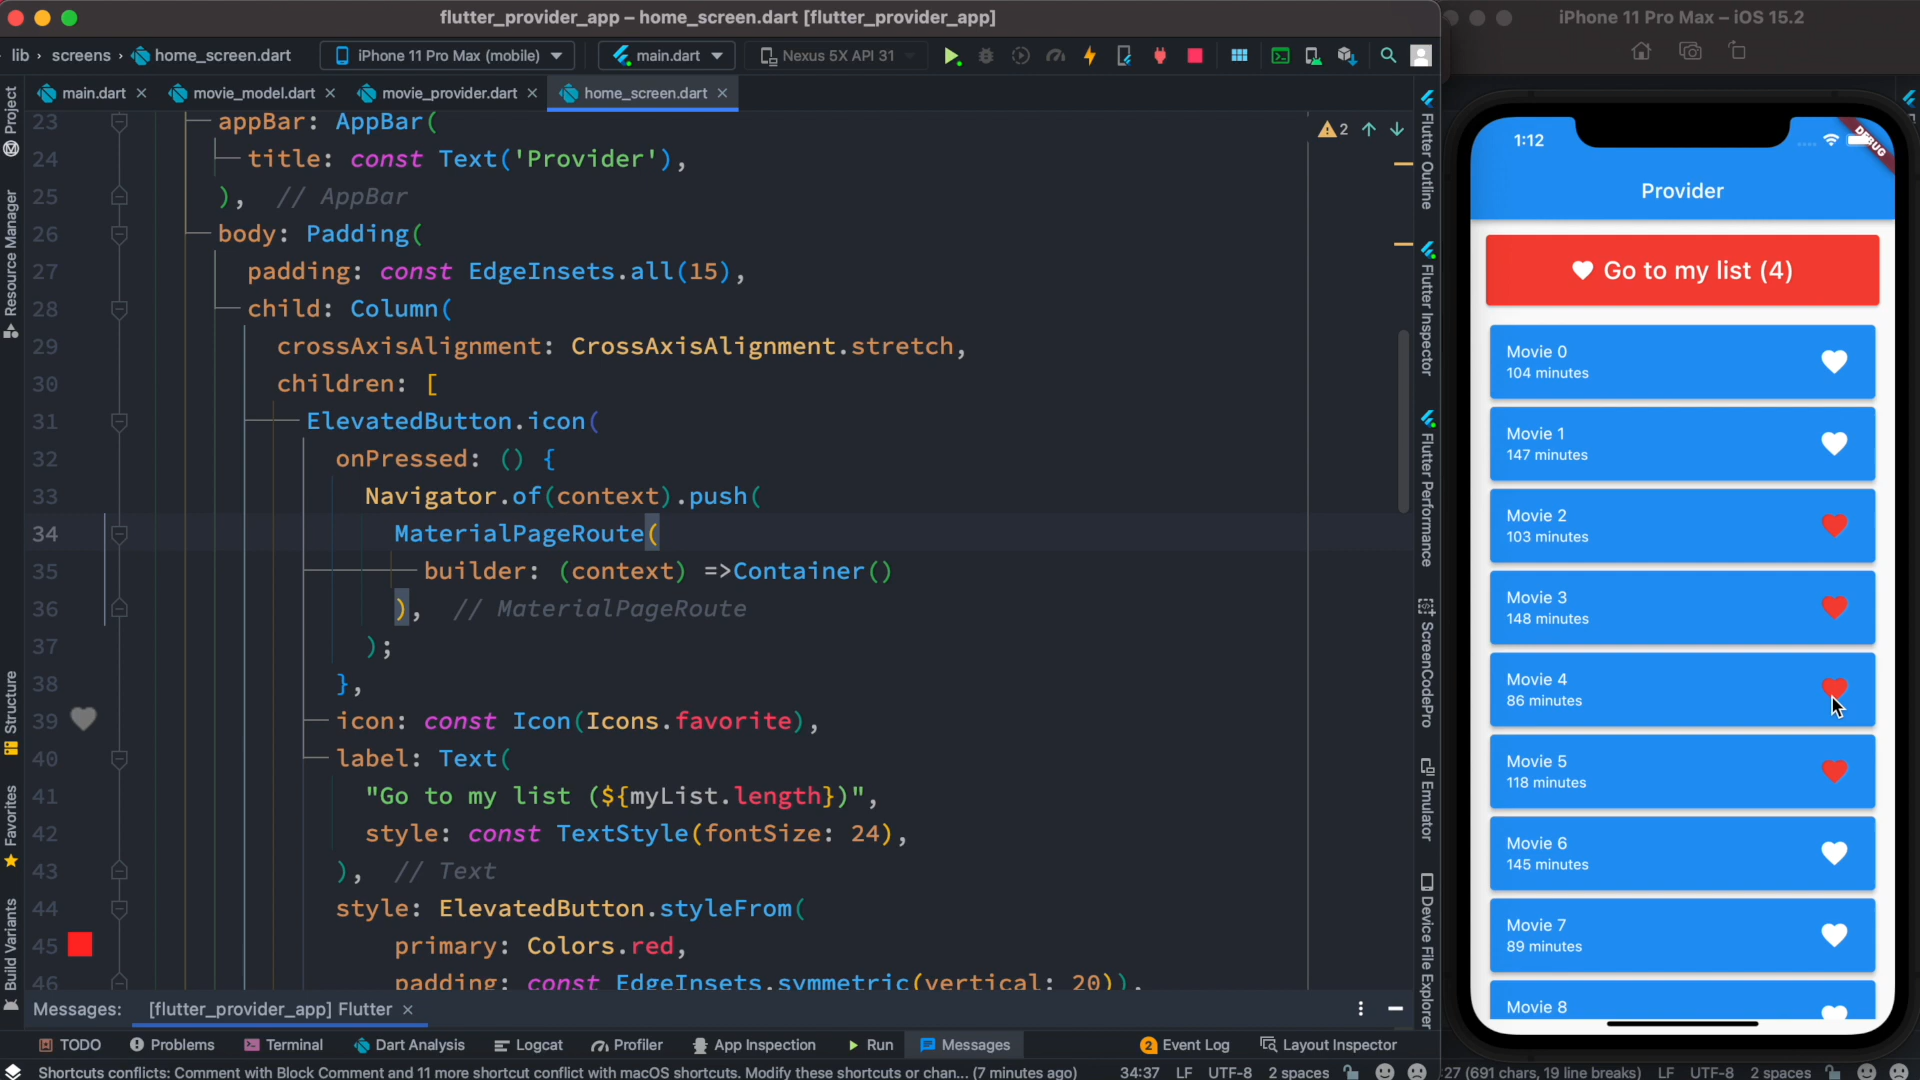 flutter_provider_app – home_screen.dart [flutter_provider_app]
lib › screens › home_screen.dart
iPhone 11 Pro Max (mobile)
main.dart
Nexus 5X API 31
main.dart
movie_model.dart
movie_provider.dart
home_screen.dart
2
23 appBar: AppBar(
24 title: const Text('Provider'),
25 ), // AppBar
26 body: Padding(
27 padding: const EdgeInsets.all(15),
28 child: Column(
29 crossAxisAlignment: CrossAxisAlignment.stretch,
30 children: [
31 ElevatedButton.icon(
32 onPressed: () {
33 Navigator.of(context).push(
34 MaterialPageRoute(
35 builder: (context) =>Container()
36 ), // MaterialPageRoute
37 );
38 },
39 icon: const Icon(Icons.favorite),
40 label: Text(
41 "Go to my list (${myList.length})",
42 style: const TextStyle(fontSize: 24),
43 ), // Text
44 style: ElevatedButton.styleFrom(
45 primary: Colors.red,
46 padding: const EdgeInsets.symmetric(vertical: 20)).
Project
Resource Manager
Structure
Favorites
Build Variants
Flutter Outline
Flutter Inspector
Flutter Performance
ScreenCodePro
Emulator
Device File Explorer
Messages:
[flutter_provider_app] Flutter
TODO
Problems
Terminal
Dart Analysis
Logcat
Profiler
App Inspection
Run
Messages
2 Event Log
Layout Inspector
Shortcuts conflicts: Comment with Block Comment and 11 more shortcut conflict with macOS shortcuts. Modify these shortcuts or chan... (7 minutes ago)
34:37 LF UTF-8 2 spaces
:27 (691 chars, 19 line breaks) LF UTF-8 2 spaces
iPhone 11 Pro Max – iOS 15.2
1:12
DEBUG
Provider
Go to my list (4)
Movie 0
104 minutes
Movie 1
147 minutes
Movie 2
103 minutes
Movie 3
148 minutes
Movie 4
86 minutes
Movie 5
118 minutes
Movie 6
145 minutes
Movie 7
89 minutes
Movie 8